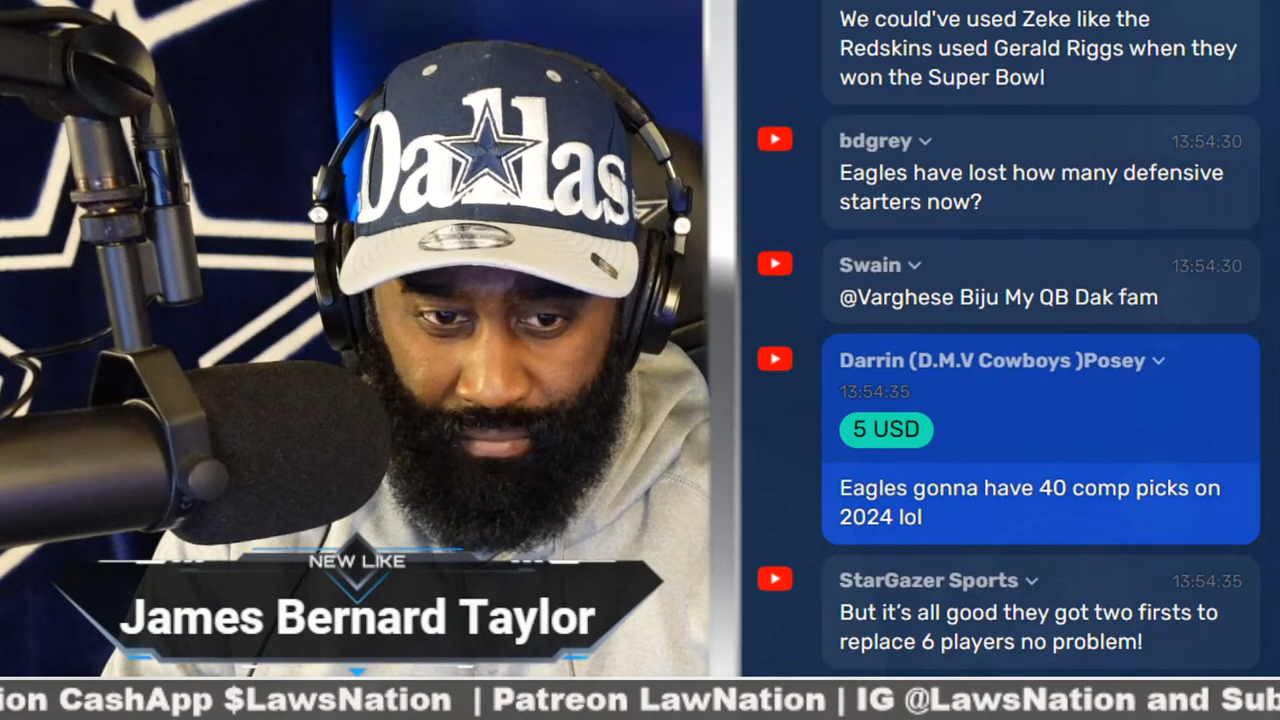 Dallas
NEW LIKE
James Bernard Taylor
We could've used Zeke like the
Redskins used Gerald Riggs when they
won the Super Bowl
bdgrey
13:54:30
Eagles have lost how many defensive
starters now?
Swain
13:54:30
@Varghese Biju My QB Dak fam
Darrin (D.M.V Cowboys )Posey
13:54:35
5 USD
Eagles gonna have 40 comp picks on
2024 lol
StarGazer Sports
13:54:35
But it’s all good they got two firsts to
replace 6 players no problem!
ion CashApp $LawsNation | Patreon LawNation | IG @LawsNation and Sub